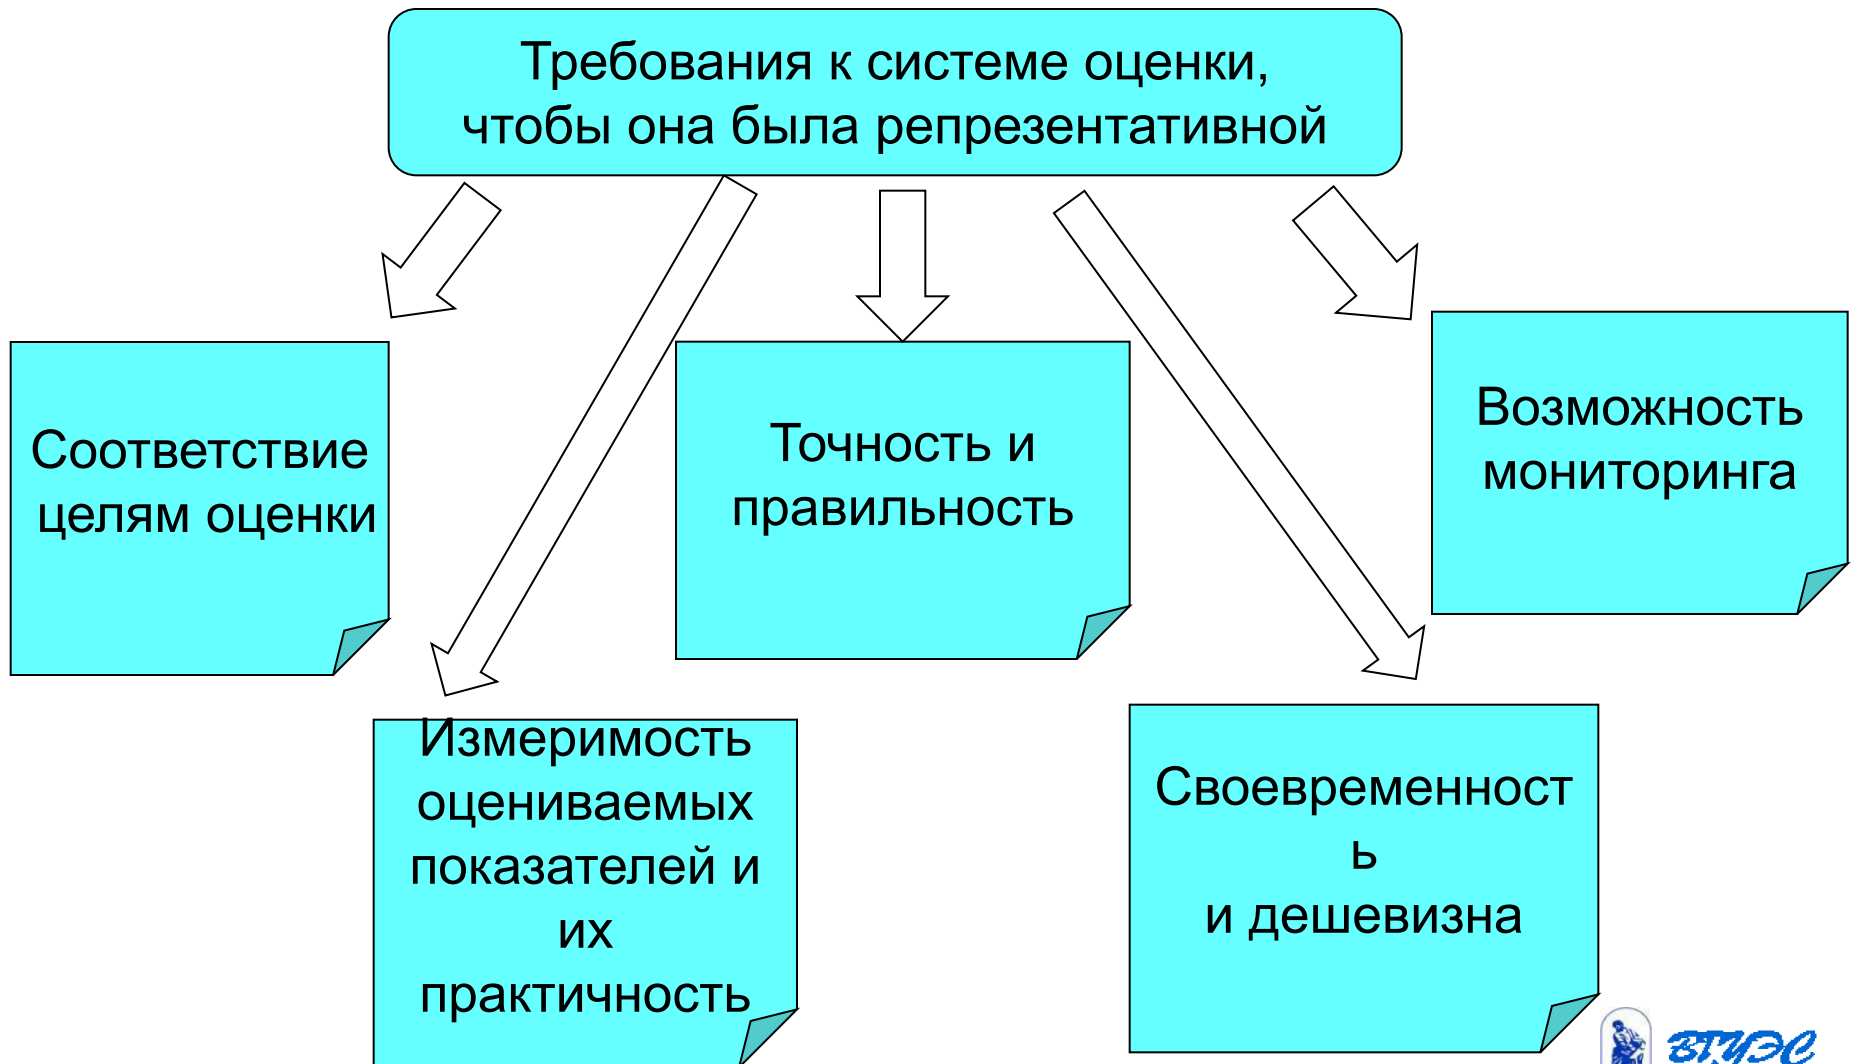 Требования к системе оценки,
чтобы она была репрезентативной
Соответствие
целям оценки
Точность и
правильность
Возможность
мониторинга
Измеримость
оцениваемых
показателей и
их
практичность
Своевременност
ь
и дешевизна
ВГУЭС